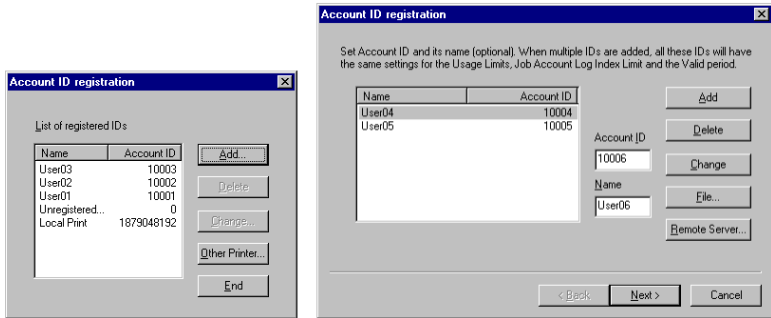 Account ID registration
List of registered IDs
Name Account ID
User03 10003
User02 10002
User01 10001
Unregistered... 0
Local Print 1879048192
Add...
Delete
Change...
Other Printer...
End
Account ID registration
Set Account ID and its name (optional). When multiple IDs are added, all these IDs will have
the same settings for the Usage Limits, Job Account Log Index Limit and the Valid period.
Name Account ID
User04 10004
User05 10005
Account ID
10006
Name
User06
Add
Delete
Change
File...
Remote Server...
< Back Next > Cancel